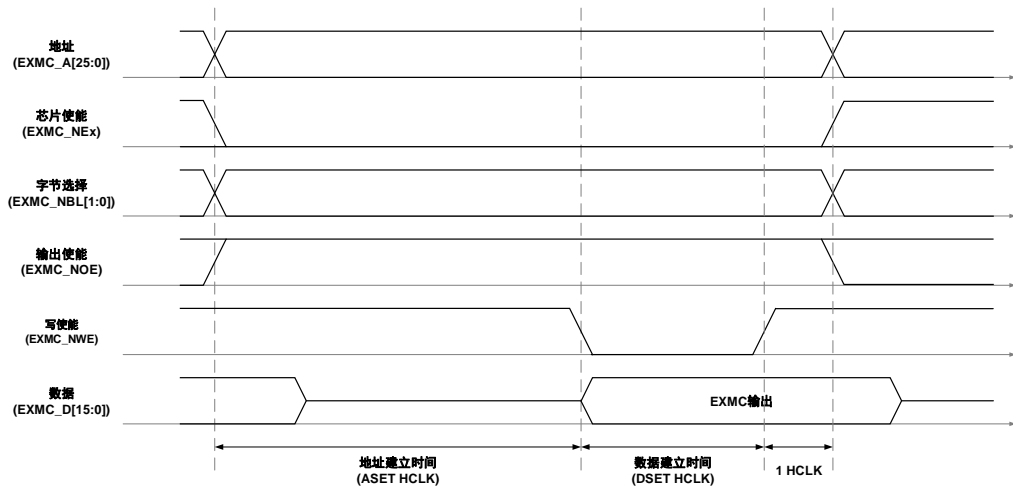 地址
(EXMC_A[25:0])
芯片使能
(EXMC_NEx)
字节选择
(EXMC_NBL[1:0])
输出使能
(EXMC_NOE)
写使能
(EXMC_NWE)
数据
(EXMC_D[15:0])
EXMC输出
地址建立时间
(ASET HCLK)
数据建立时间
(DSET HCLK)
1 HCLK